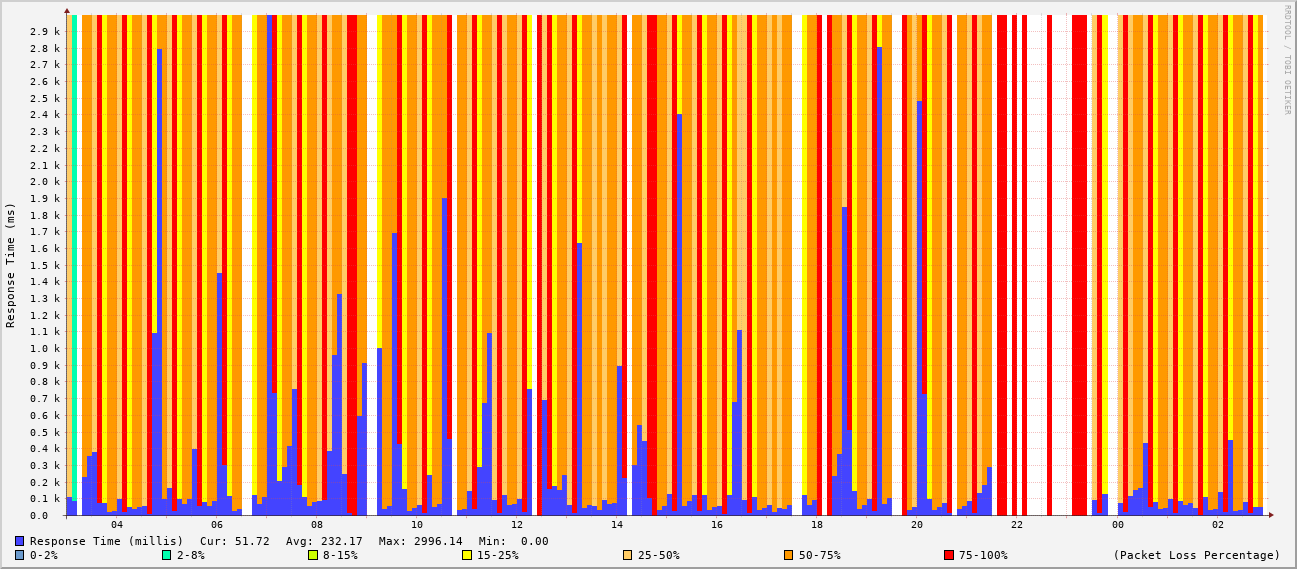 RRDTOOL / TOBI OETIKER
Response Time (ms)
2.9 k
2.8 k
2.7 k
2.6 k
2.5 k
2.4 k
2.3 k
2.2 k
2.1 k
2.0 k
1.9 k
1.8 k
1.7 k
1.6 k
1.5 k
1.4 k
1.3 k
1.2 k
1.1 k
1.0 k
0.9 k
0.8 k
0.7 k
0.6 k
0.5 k
0.4 k
0.3 k
0.2 k
0.1 k
0.0
04 06 08 10 12 14 16 18 20 22 00 02
Response Time (millis) Cur: 51.72 Avg: 232.17 Max: 2996.14 Min: 0.00
0-2% 2-8% 8-15% 15-25% 25-50% 50-75% 75-100% (Packet Loss Percentage)